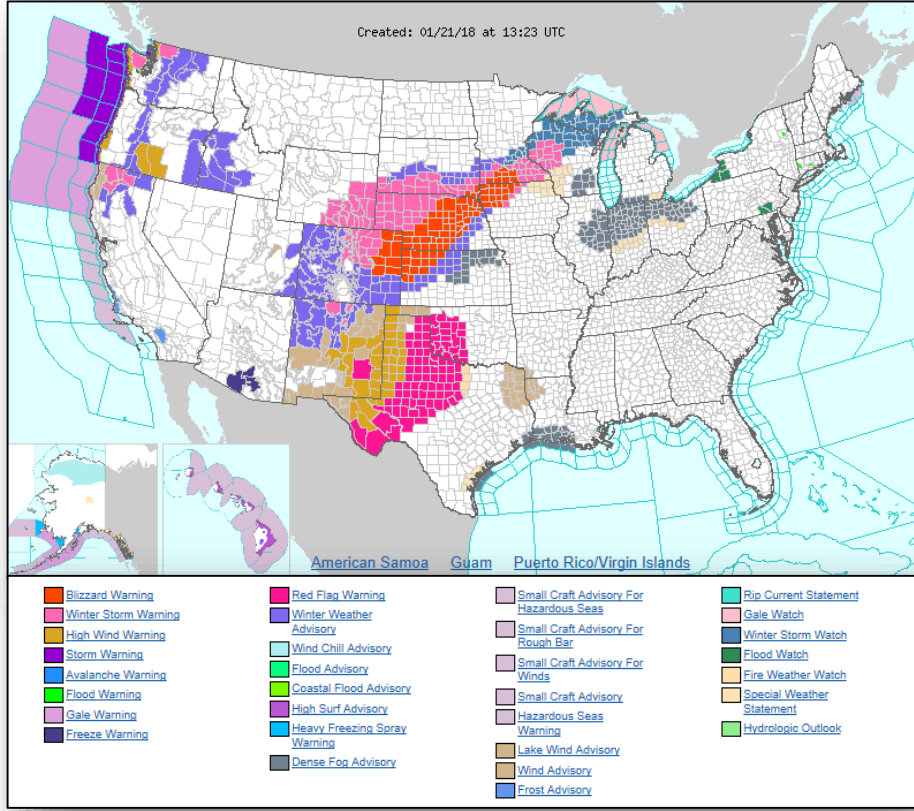 Created: 01/21/18 at 13:23 UTC
American Samoa Guam Puerto Rico/Virgin Islands
Blizzard Warning
Winter Storm Warning
High Wind Warning
Storm Warning
Avalanche Warning
Flood Warning
Gale Warning
Freeze Warning
Red Flag Warning
Winter Weather
Advisory
Wind Chill Advisory
Flood Advisory
Coastal Flood Advisory
High Surf Advisory
Heavy Freezing Spray
Warning
Dense Fog Advisory
Small Craft Advisory For
Hazardous Seas
Small Craft Advisory For
Rough Bar
Small Craft Advisory For
Winds
Small Craft Advisory
Hazardous Seas
Warning
Lake Wind Advisory
Wind Advisory
Frost Advisory
Rip Current Statement
Gale Watch
Winter Storm Watch
Flood Watch
Fire Weather Watch
Special Weather
Statement
Hydrologic Outlook